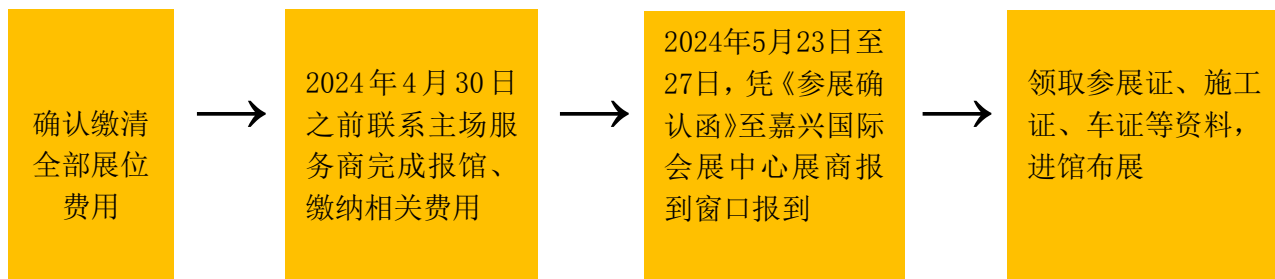 确认缴清
全部展位
费用
2024年4月30日
之前联系主场服
务商完成报馆、
缴纳相关费用
2024年5月23日至
27日，凭《参展确
认函》至嘉兴国际
会展中心展商报
到窗口报到
领取参展证、施工
证、车证等资料，
进馆布展